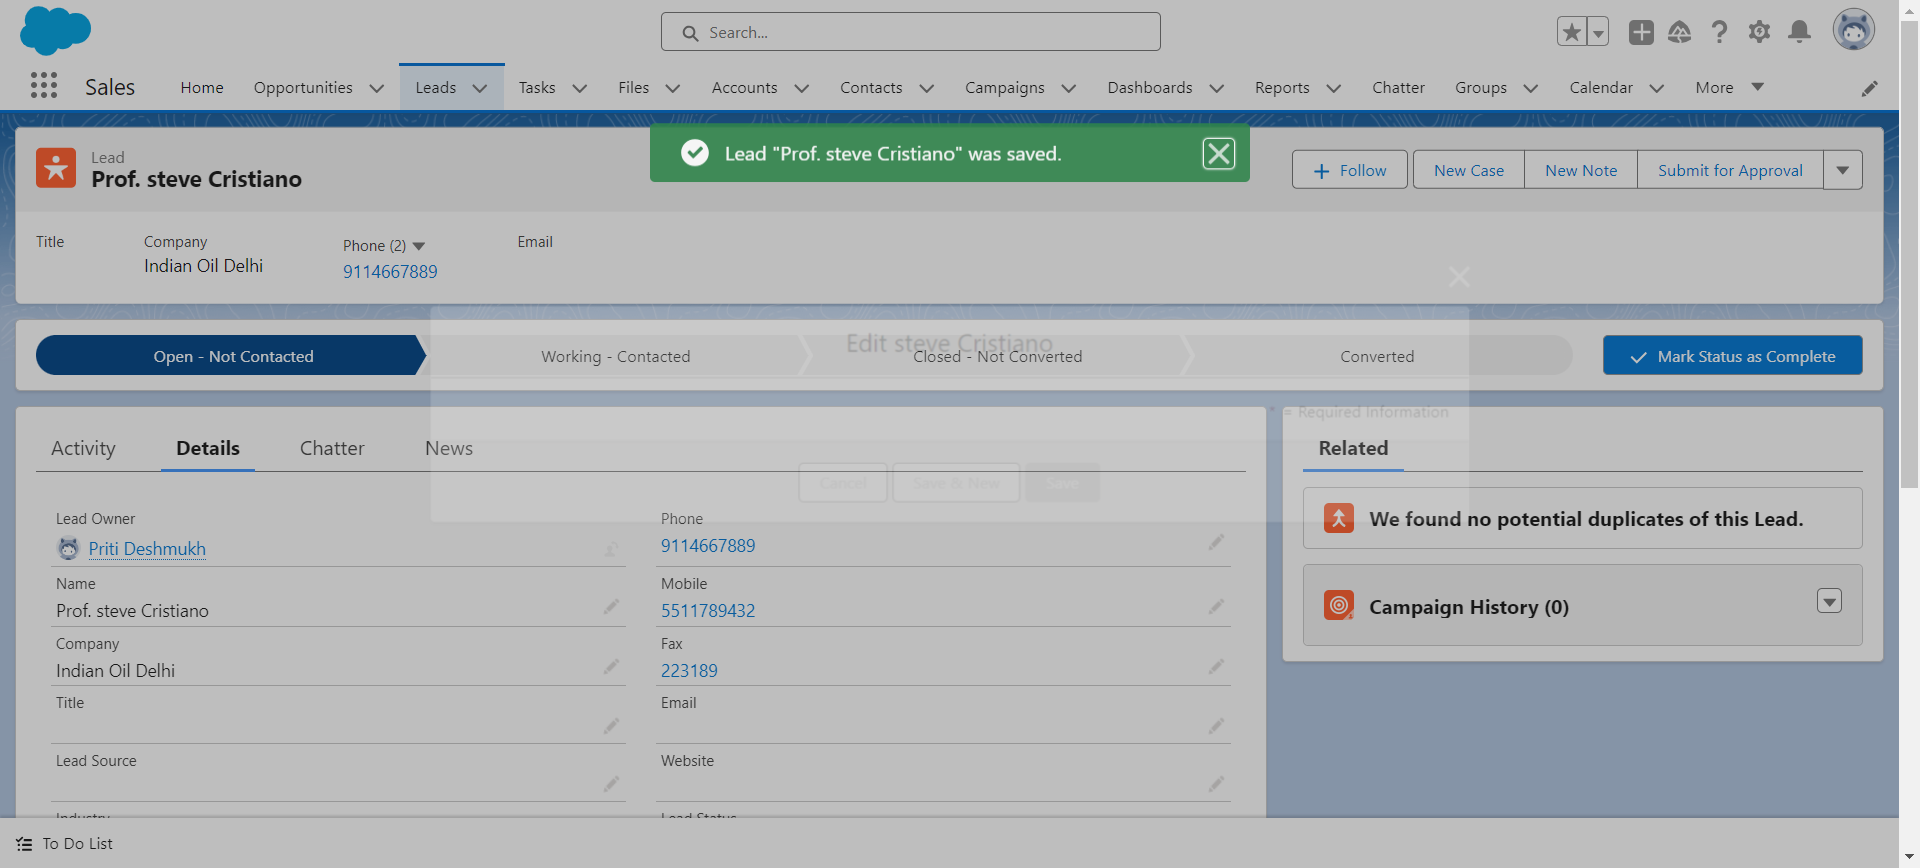 Search...
Sales
Home
Opportunities
Leads
Tasks
Files
Accounts
Contacts
Campaigns
Dashboards
Reports
Chatter
Groups
Calendar
More
Lead "Prof. steve Cristiano" was saved.
Lead
Prof. steve Cristiano
Follow
New Case
New Note
Submit for Approval
Title
Company
Indian Oil Delhi
Phone (2)
9114667889
Email
Edit steve Cristiano
Open - Not Contacted
Working - Contacted
Closed - Not Converted
Converted
Mark Status as Complete
* = Required Information
Activity
Details
Chatter
News
Related
Cancel
Save & New
Save
Lead Owner
Priti Deshmukh
Phone
9114667889
We found no potential duplicates of this Lead.
Name
Prof. steve Cristiano
Mobile
5511789432
Campaign History (0)
Company
Indian Oil Delhi
Fax
223189
Title
Email
Lead Source
Website
Industry
Lead Status
To Do List